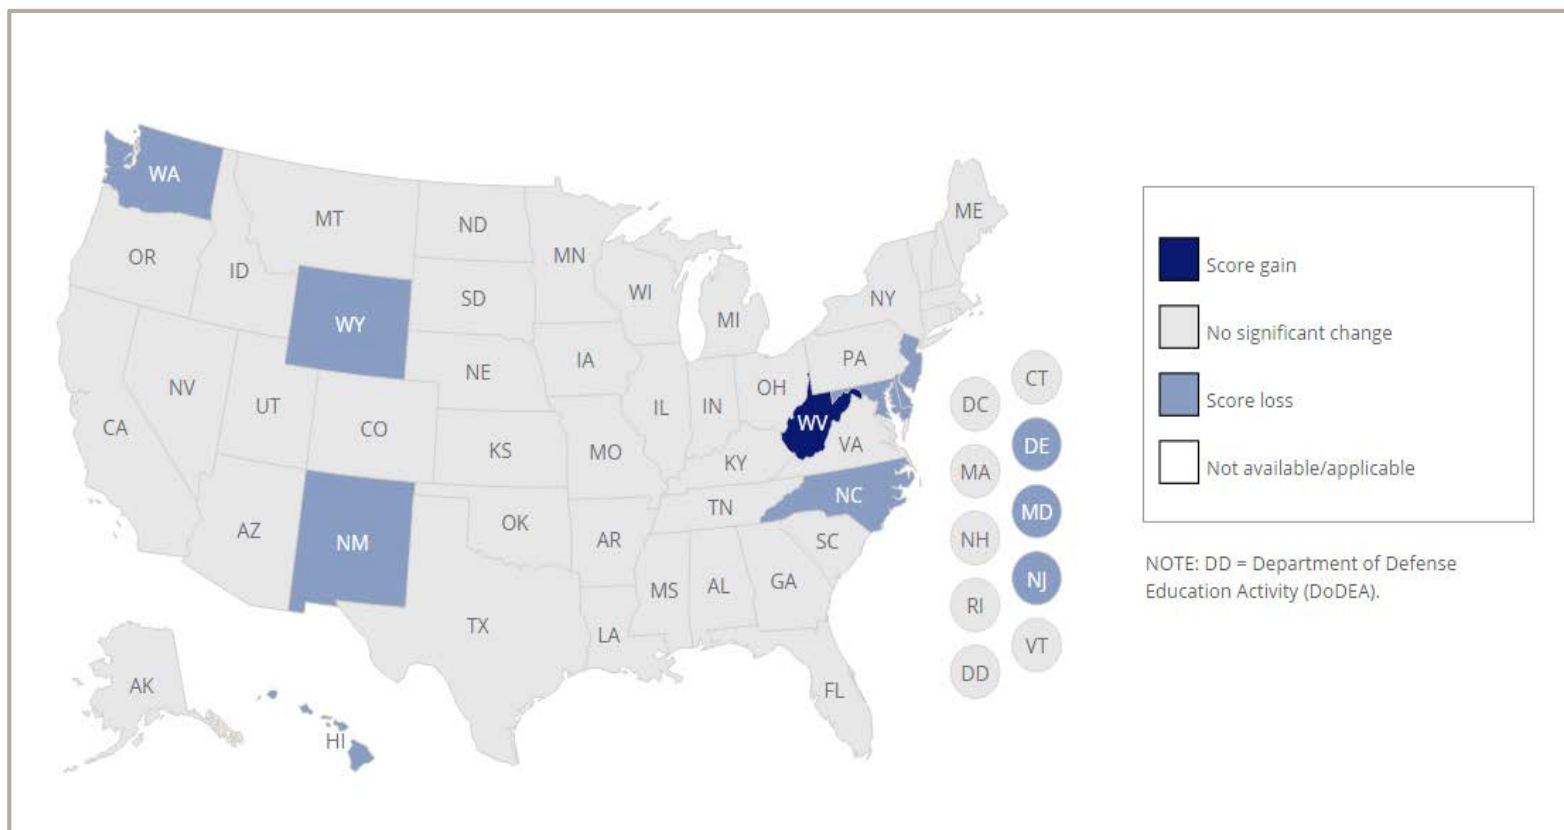 WA
MT
ND
MN
ME
OR
ID
SD
WI
MI
NY
WY
NE
IA
PA
NV
UT
CO
IL
IN
OH
CA
KS
MO
WV
VA
KY
AZ
NM
OK
AR
TN
NC
SC
TX
LA
MS
AL
GA
FL
AK
HI
CT
DC
DE
MA
MD
NH
NJ
RI
VT
DD
Score gain
No significant change
Score loss
Not available/applicable
NOTE: DD = Department of Defense
Education Activity (DoDEA).